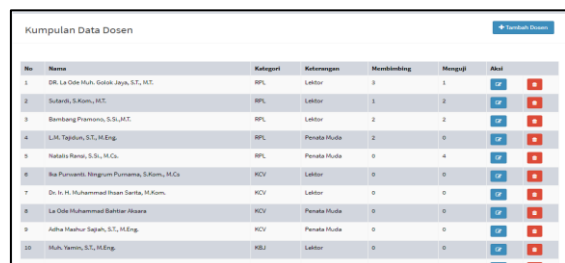 Kumpulan Data Dosen
+ Tambah Dosen
No Nama Kategori Keterangan Membimbing Menguji Aksi
1 DR. La Ode Muh. Golok Jaya, S.T., M.T. RPL Lektor 3 1
2 Sutardi, S.Kom., M.T. RPL Lektor 1 2
3 Bambang Pramono, S.Si.,M.T. RPL Lektor 2 2
4 L.M. Tajidun, S.T., M.Eng. RPL Penata Muda 2 0
5 Natalis Ransi, S.Si., M.Cs. RPL Penata Muda 0 4
6 Ika Purwanti Ningrum Purnama, S.Kom., M.Cs KCV Lektor 0 0
7 Dr. Ir. H. Muhammad Ihsan Sarita, M.Kom. KCV Lektor 0 0
8 La Ode Muhammad Bahtiar Aksara KCV Penata Muda 0 0
9 Adha Mashur Sajiah, S.T., M.Eng. KCV Penata Muda 0 0
10 Muh. Yamin, S.T., M.Eng. KBJ Lektor 0 0